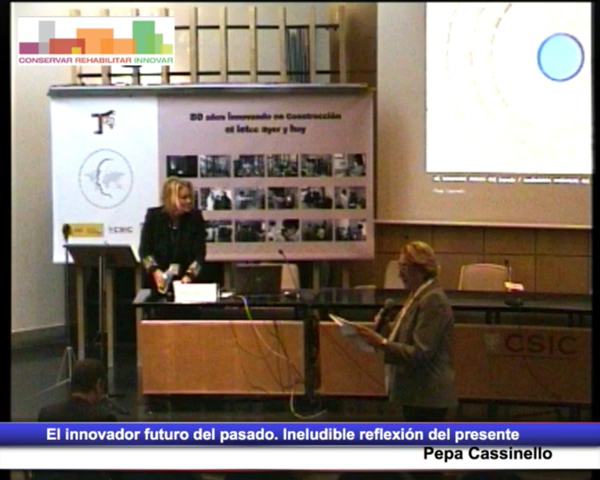 CONSERVAR REHABILITAR INNOVAR
80 años innovando en Construcción
el ietcc ayer y hoy
CSIC
CSIC
El innovador futuro del pasado. Ineludible reflexión del presente
Pepa Cassinello